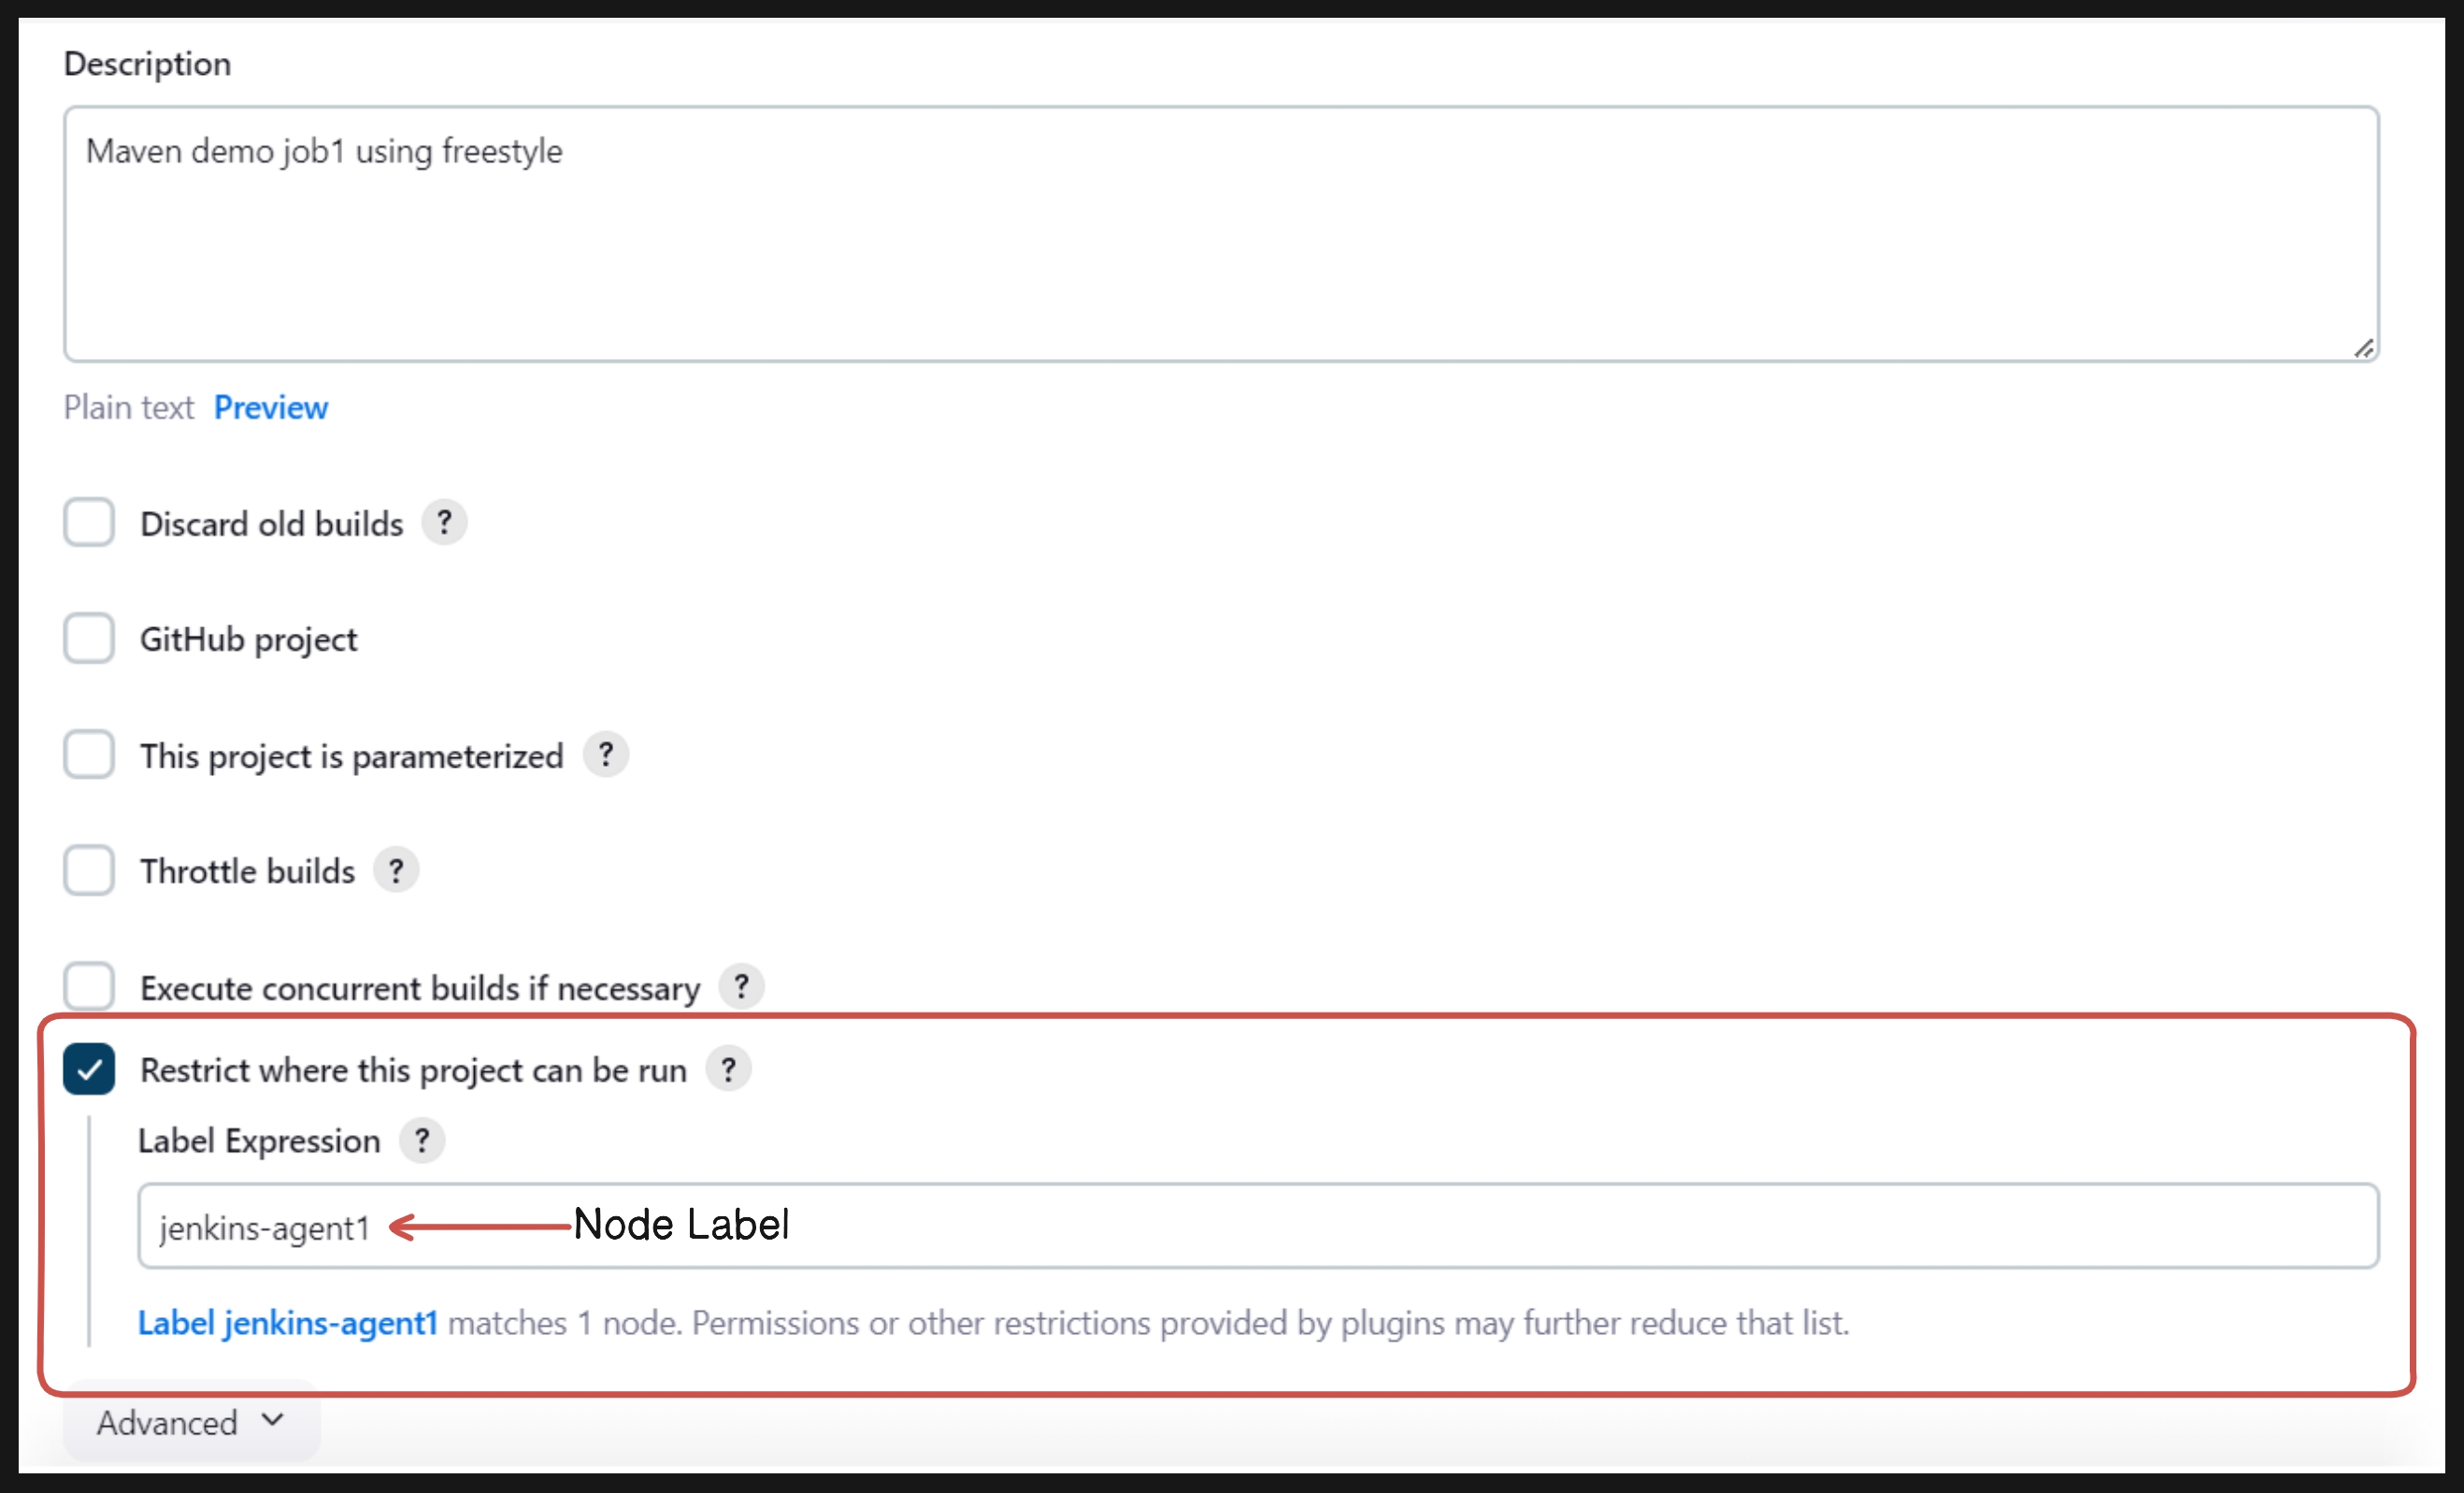 Description
Maven demo job1 using freestyle
Plain text Preview
Discard old builds ?
GitHub project
This project is parameterized ?
Throttle builds ?
Execute concurrent builds if necessary ?
Restrict where this project can be run ?
Label Expression ?
jenkins-agent1 Node Label
Label jenkins-agent1 matches 1 node. Permissions or other restrictions provided by plugins may further reduce that list.
Advanced